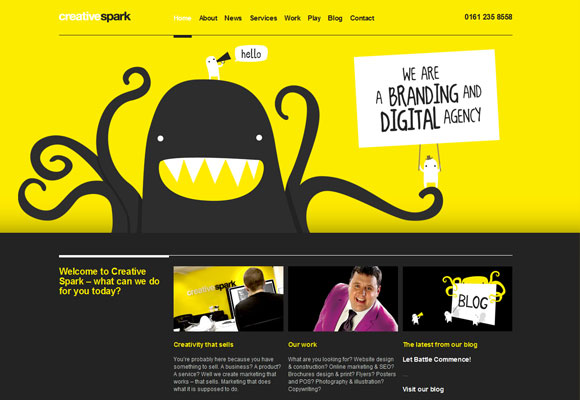 creativespark
Home About News Services Work Play Blog Contact
0161 235 8558
hello
WE ARE
A BRANDING AND
DIGITAL AGENCY
Welcome to Creative
Spark – what can we do
for you today?
creativespark
BLOG
Creativity that sells
You're probably here because you have
something to sell. A business? A product?
A service? Well we create marketing that
works – that sells. Marketing that does
what it is supposed to do.
Our work
What are you looking for? Website design
& construction? Online marketing & SEO?
Brochures design & print? Flyers? Posters
and POS? Photography & Illustration?
Copywriting?
The latest from our blog
Let Battle Commence!
...
Visit our blog